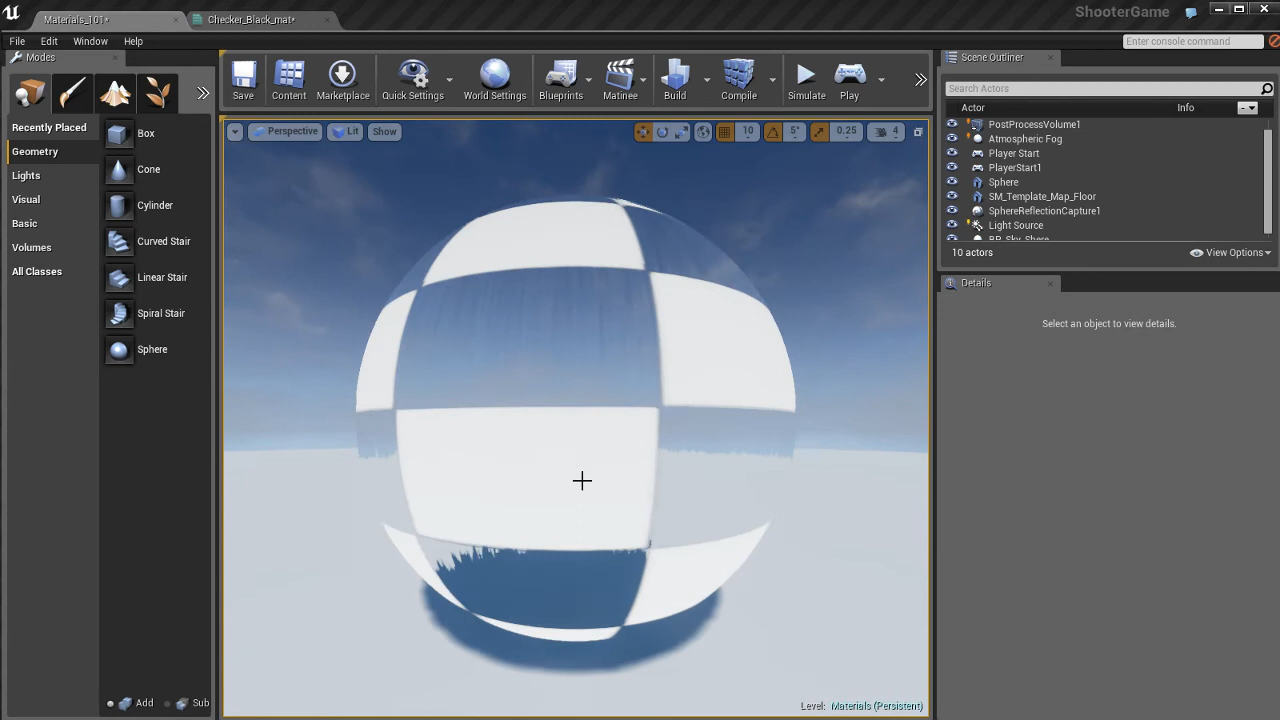 Materials_101*
Checker_Black_mat*
ShooterGame
File Edit Window Help
Enter console command
Modes
Save
Content
Marketplace
Quick Settings
World Settings
Blueprints
Matinee
Build
Compile
Simulate
Play
Recently Placed
Geometry
Lights
Visual
Basic
Volumes
All Classes
Box
Cone
Cylinder
Curved Stair
Linear Stair
Spiral Stair
Sphere
Add Sub
Perspective Lit Show
10 5° 0.25 4
Level: Materials (Persistent)
Scene Outliner
Search Actors
Actor Info
PostProcessVolume1
Atmospheric Fog
Player Start
PlayerStart1
Sphere
SM_Template_Map_Floor
SphereReflectionCapture1
Light Source
BP_Sky_Sphere
10 actors
View Options
Details
Select an object to view details.